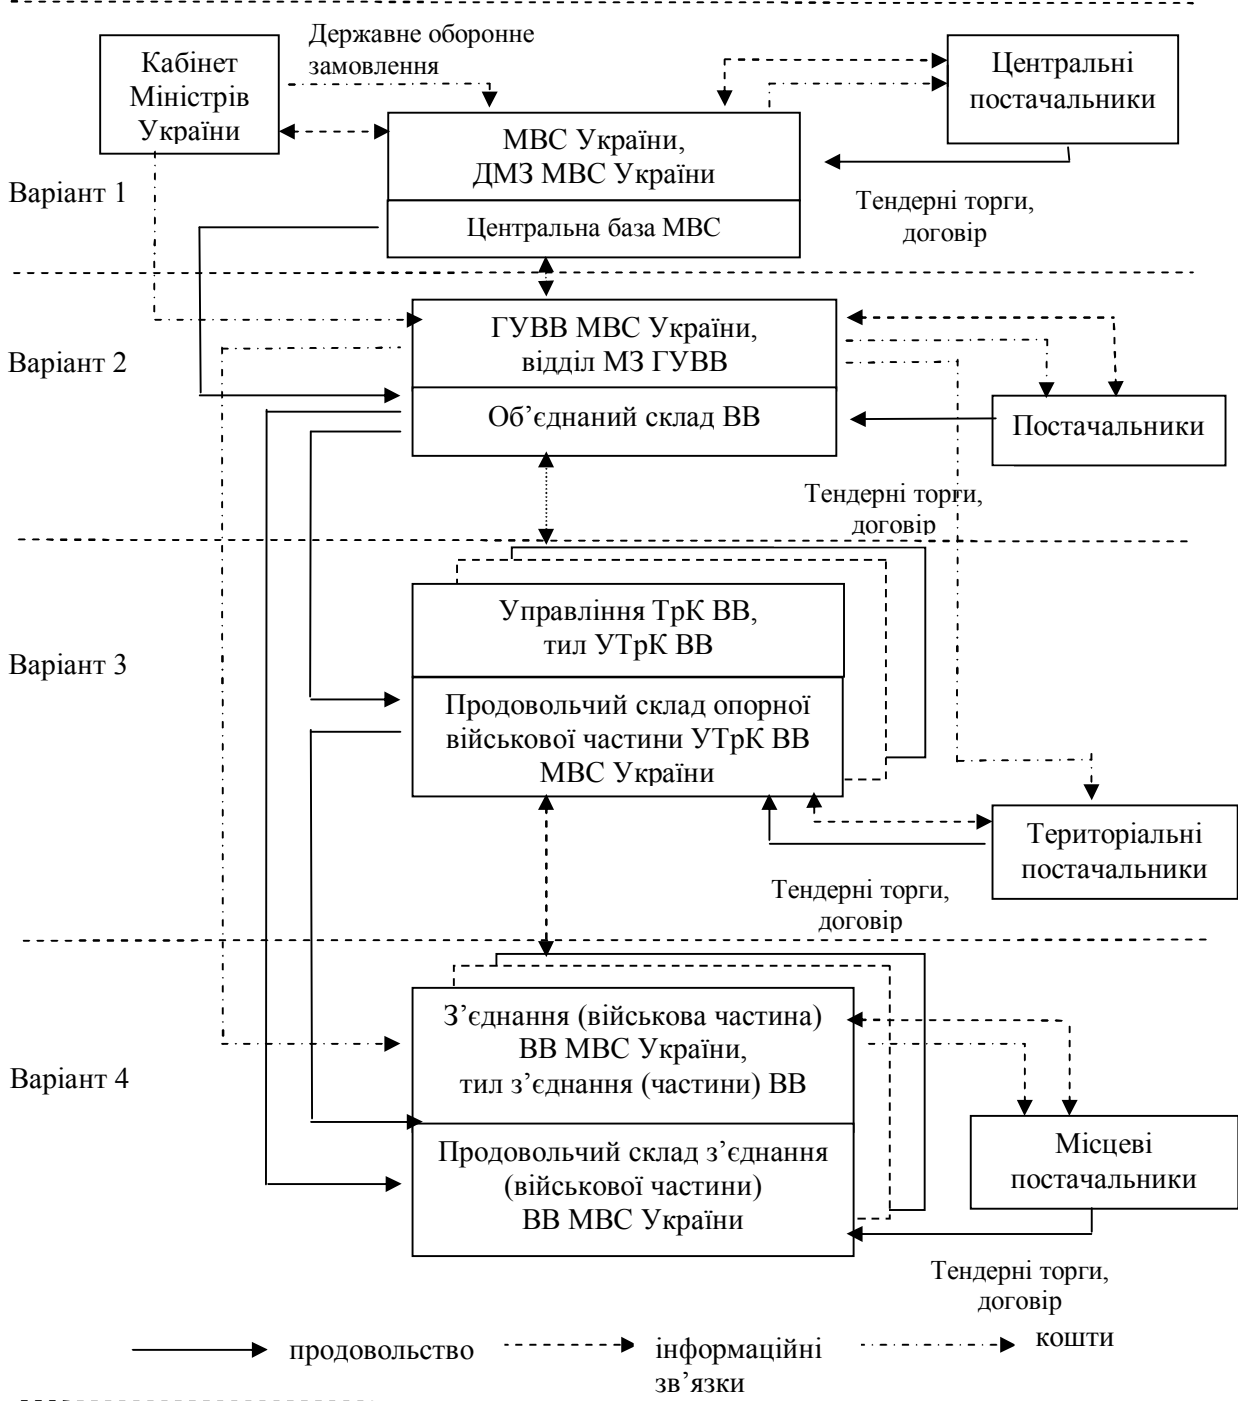 Державне оборонне
замовлення
Кабінет
Міністрів
України
Центральні
постачальники
МВС України,
ДМЗ МВС України
Варіант 1
Тендерні торги,
договір
Центральна база МВС
ГУВВ МВС України,
відділ МЗ ГУВВ
Варіант 2
Об’єднаний склад ВВ
Постачальники
Тендерні торги,
договір
Управління ТрК ВВ,
тил УТрК ВВ
Варіант 3
Продовольчий склад опорної
військової частини УТрК ВВ
МВС України
Територіальні
постачальники
Тендерні торги,
договір
З’єднання (військова частина)
ВВ МВС України,
тил з’єднання (частини) ВВ
Варіант 4
Продовольчий склад з’єднання
(військової частини)
ВВ МВС України
Місцеві
постачальники
Тендерні торги,
договір
продовольство
інформаційні
зв’язки
кошти